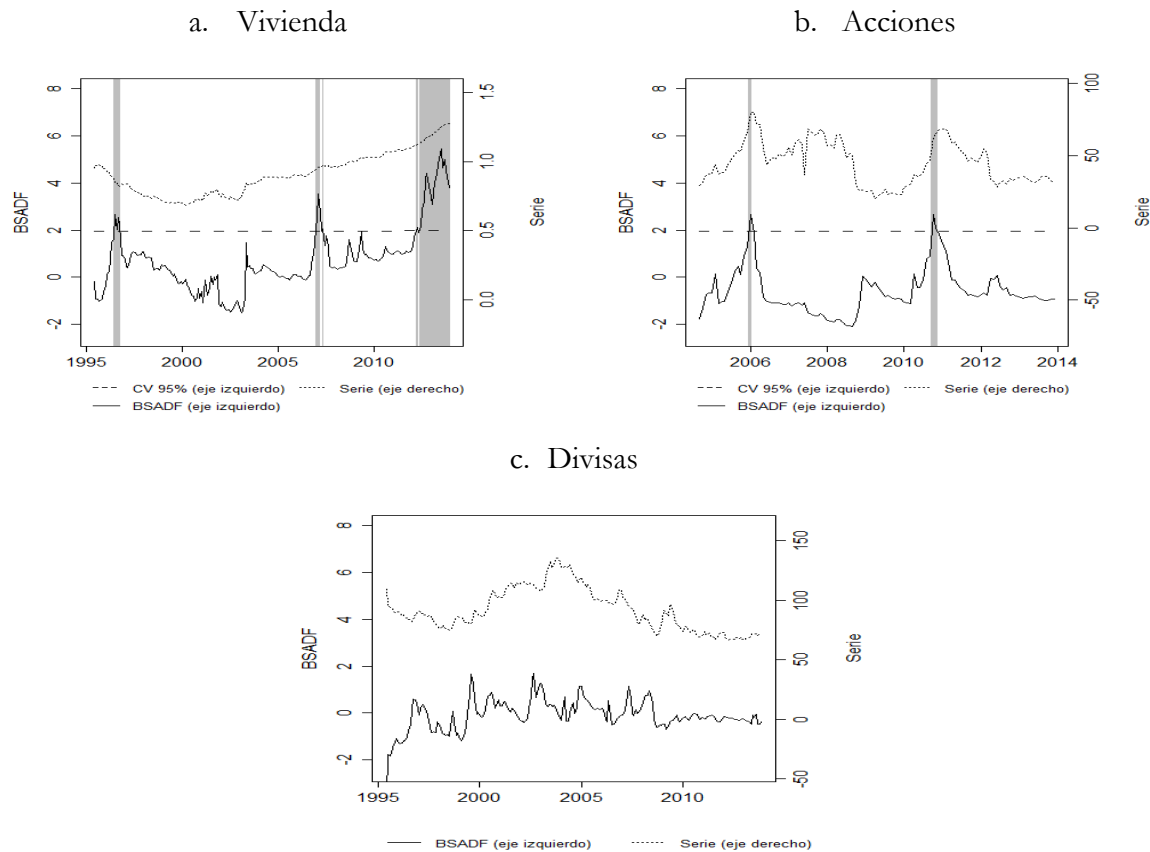 a. Vivienda
b. Acciones
BSADF
8
6
4
2
0
-2
1.5
1.0
0.5
0.0
Serie
1995
2000
2005
2010
CV 95% (eje izquierdo)
Serie (eje derecho)
BSADF (eje izquierdo)
BSADF
8
6
4
2
0
-2
100
50
0
-50
Serie
2006
2008
2010
2012
2014
CV 95% (eje izquierdo)
Serie (eje derecho)
BSADF (eje izquierdo)
c. Divisas
BSADF
8
6
4
2
0
-2
150
100
50
0
-50
Serie
1995
2000
2005
2010
BSADF (eje izquierdo)
Serie (eje derecho)